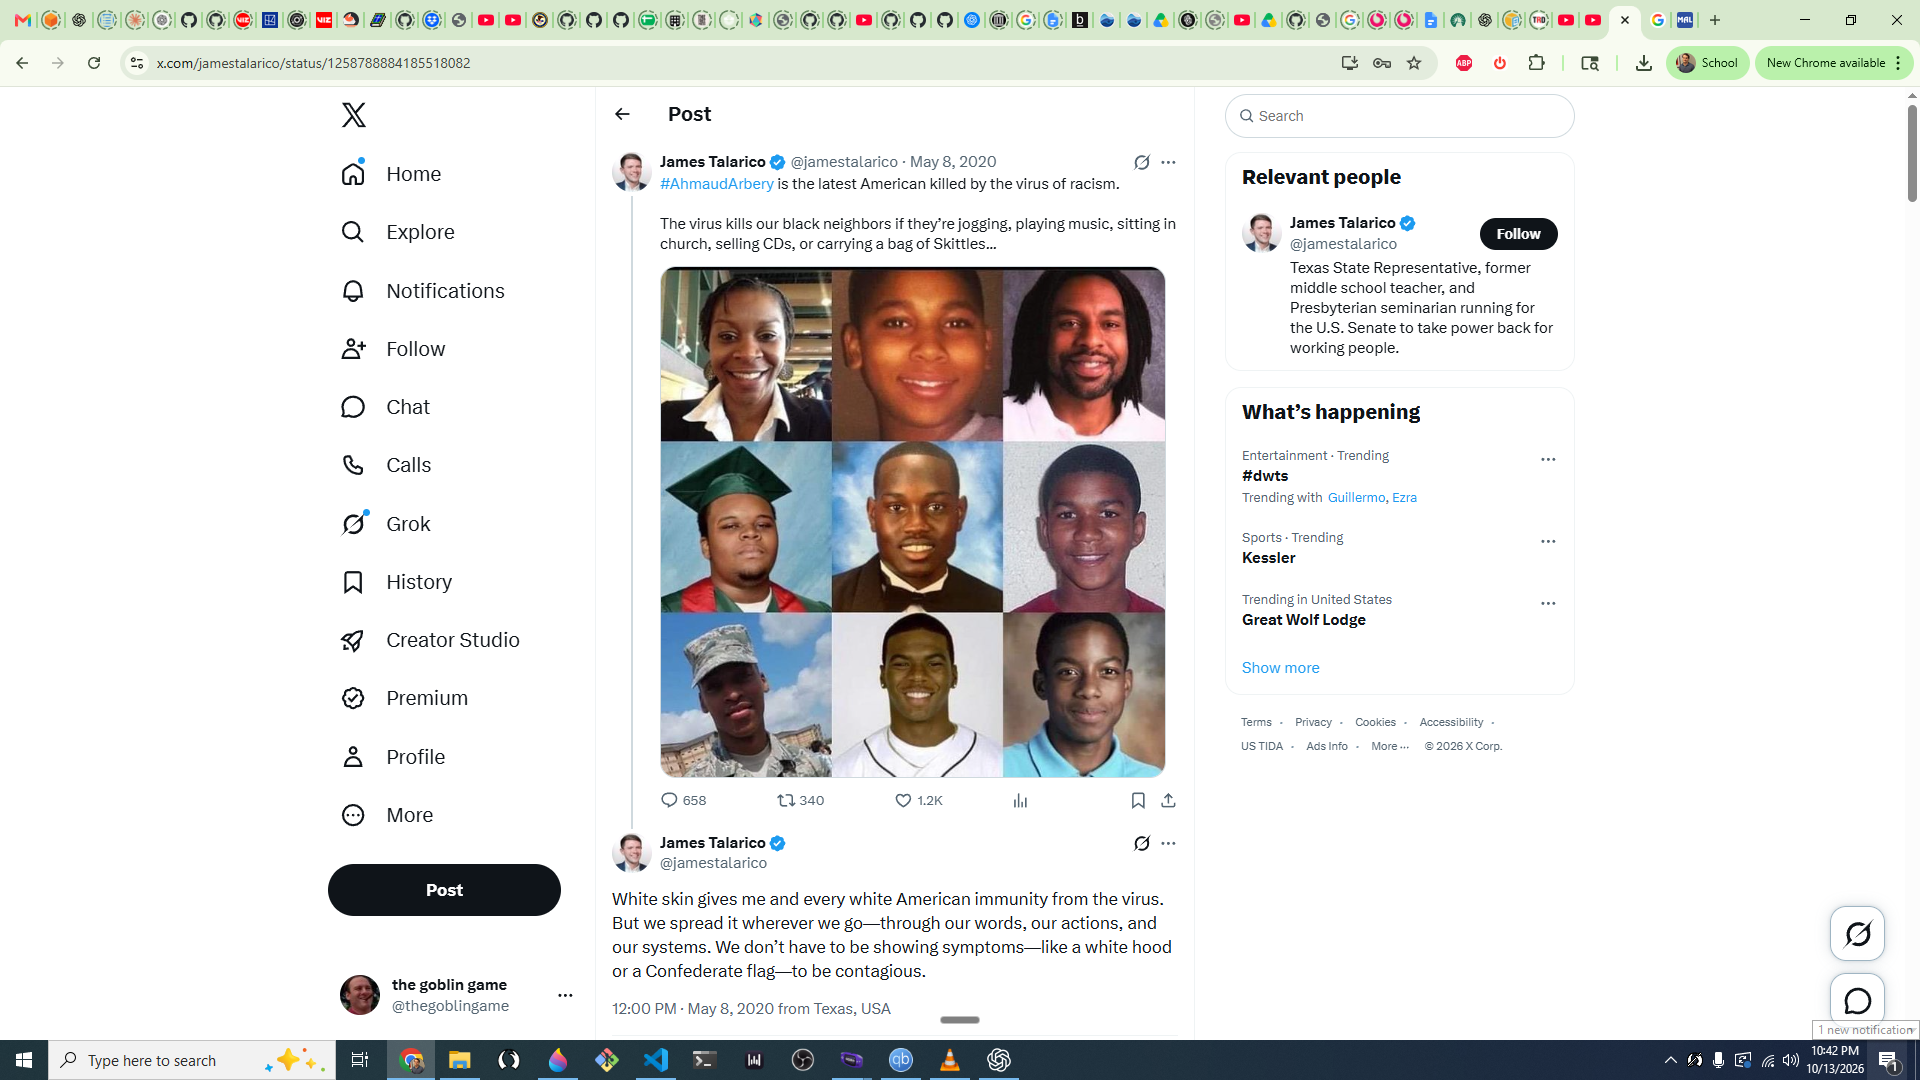 x.com/jamestalarico/status/1258788884185518082
ABP
School
New Chrome available
Home
Explore
Notifications
Follow
Chat
Calls
Grok
History
Creator Studio
Premium
Profile
More
Post
the goblin game
@thegoblingame
Post
James Talarico @jamestalarico · May 8, 2020
#AhmaudArbery is the latest American killed by the virus of racism.
The virus kills our black neighbors if they’re jogging, playing music, sitting in
church, selling CDs, or carrying a bag of Skittles…
658
340
1.2K
James Talarico
@jamestalarico
White skin gives me and every white American immunity from the virus.
But we spread it wherever we go—through our words, our actions, and
our systems. We don’t have to be showing symptoms—like a white hood
or a Confederate flag—to be contagious.
12:00 PM · May 8, 2020 from Texas, USA
Search
Relevant people
James Talarico
@jamestalarico
Follow
Texas State Representative, former
middle school teacher, and
Presbyterian seminarian running for
the U.S. Senate to take power back for
working people.
What’s happening
Entertainment · Trending
#dwts
Trending with Guillermo, Ezra
Sports · Trending
Kessler
Trending in United States
Great Wolf Lodge
Show more
Terms · Privacy · Cookies · Accessibility ·
US TIDA · Ads Info · More ··· © 2026 X Corp.
1 new notification
Type here to search
qb
10:42 PM
10/13/2026
1